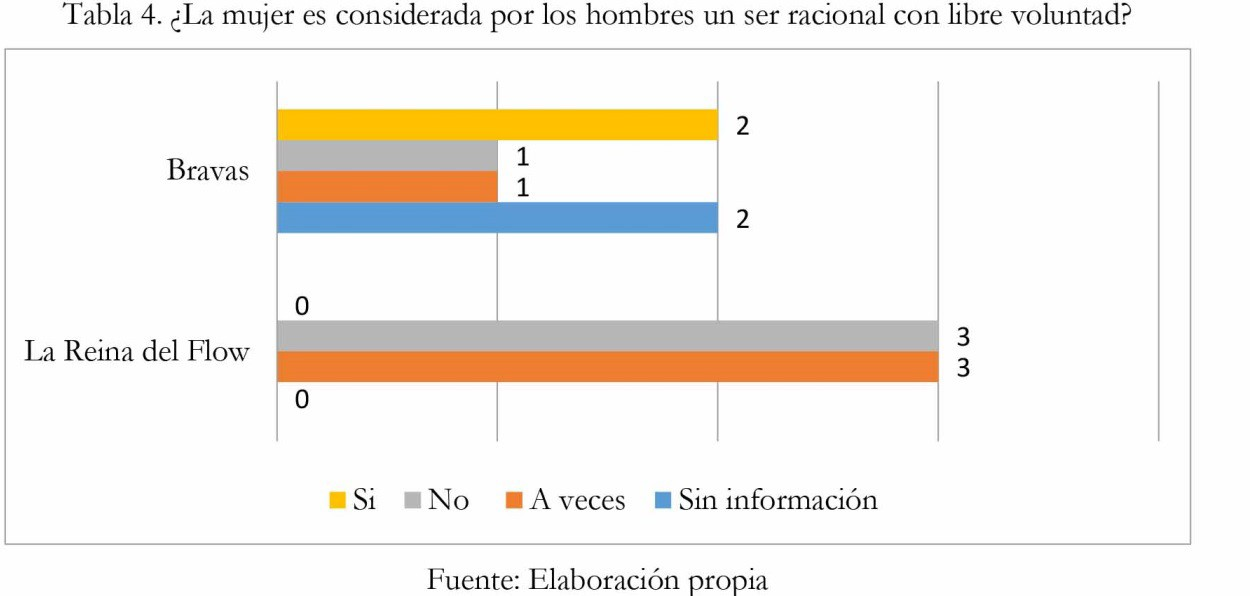 Tabla 4. ¿La mujer es considerada por los hombres un ser racional con libre voluntad?
2
1
Bravas
1
2
0
3
La Reina del Flow
3
0
Si No A veces Sin información
Fuente: Elaboración propia